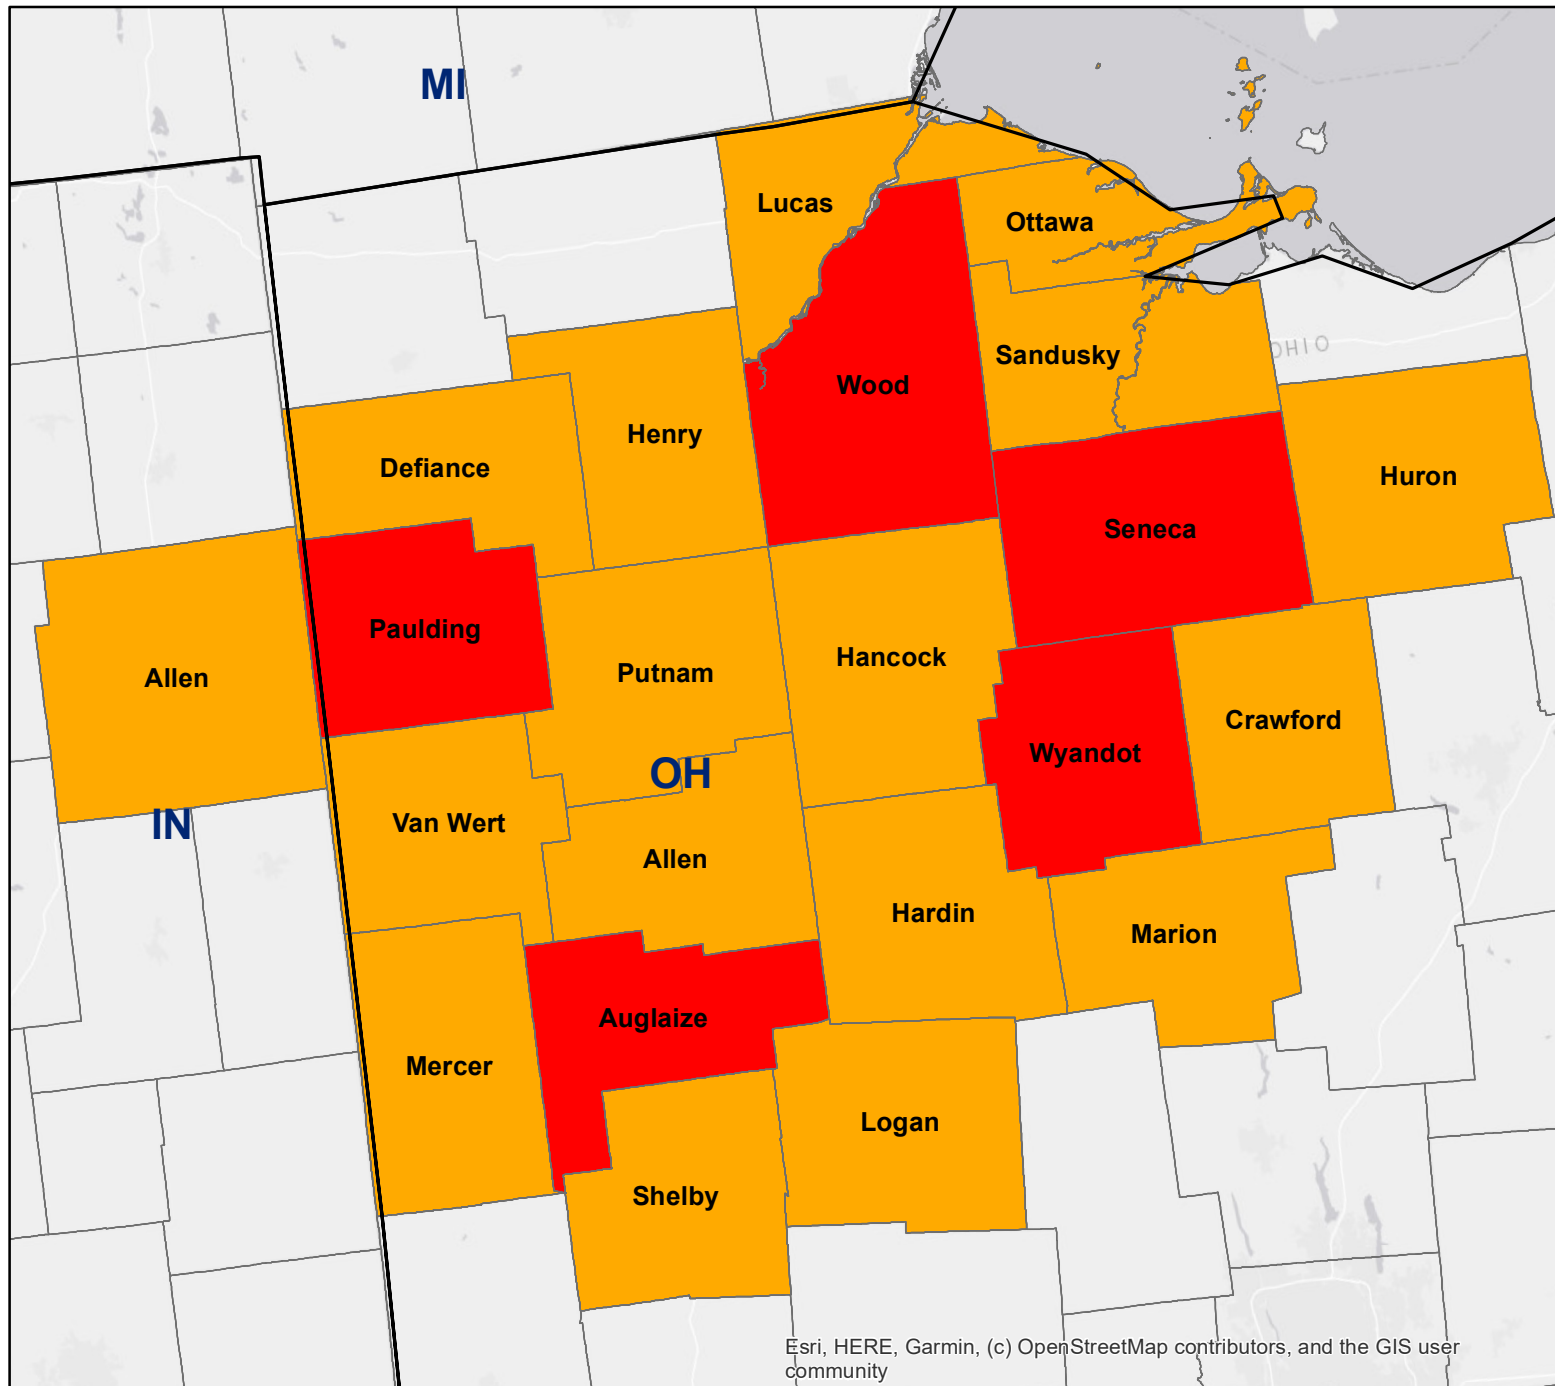 MI
Lucas
Ottawa
OHIO
Sandusky
Wood
Henry
Defiance
Huron
Seneca
Paulding
Hancock
Putnam
Allen
Crawford
Wyandot
OH
IN
Van Wert
Allen
Hardin
Marion
Auglaize
Mercer
Logan
Shelby
Esri, HERE, Garmin, (c) OpenStreetMap contributors, and the GIS user
community